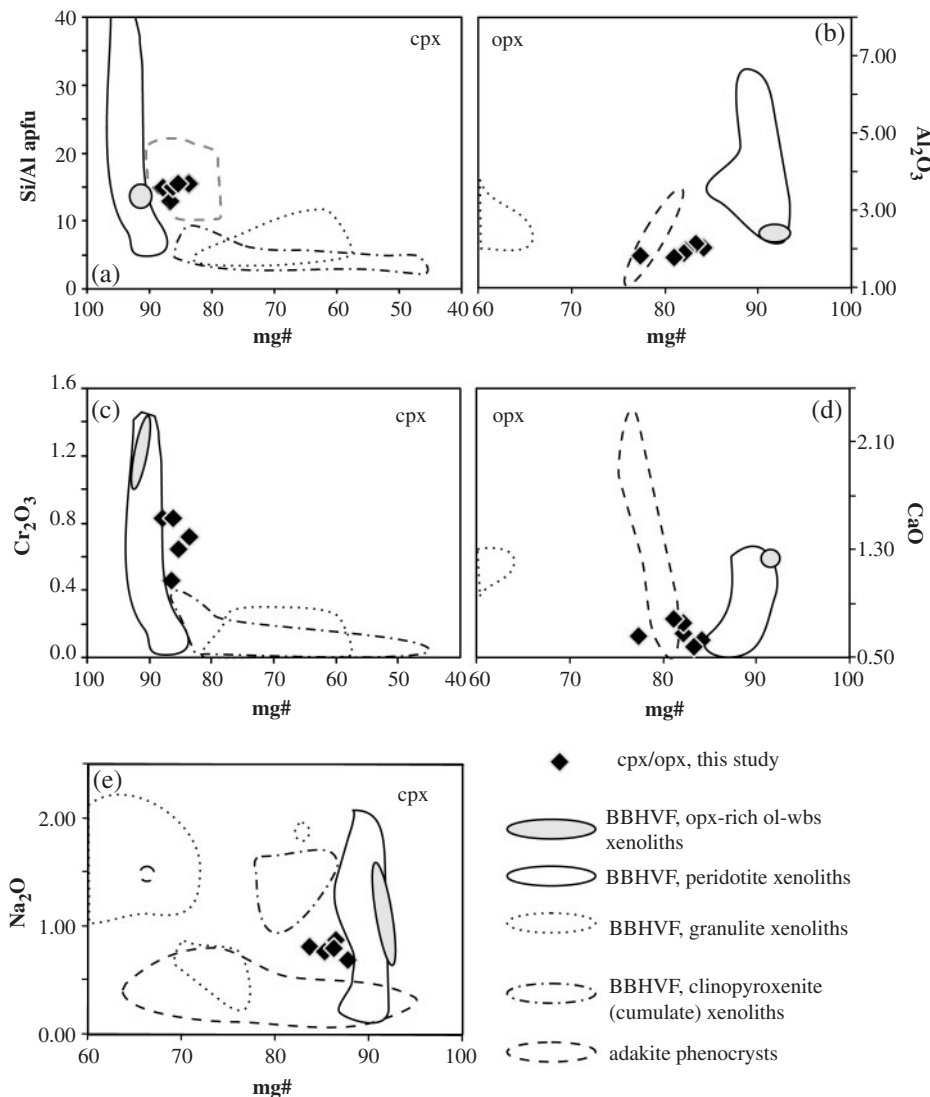 40
30
20
10
0
Si/Al apfu
(a)
cpx
100 90 80 70 60 50 40
mg#
opx
(b)
7.00
5.00
3.00
1.00
Al₂O₃
60 70 80 90 100
mg#
1.6
1.2
0.8
0.4
0.0
Cr₂O₃
(c)
cpx
100 90 80 70 60 50 40
mg#
opx
(d)
2.10
1.30
0.50
CaO
60 70 80 90 100
mg#
(e)
cpx
2.00
1.00
0.00
Na₂O
60 70 80 90 100
mg#
cpx/opx, this study
BBHVF, opx-rich ol-wbs
xenoliths
BBHVF, peridotite xenoliths
BBHVF, granulite xenoliths
BBHVF, clinopyroxenite
(cumulate) xenoliths
adakite phenocrysts